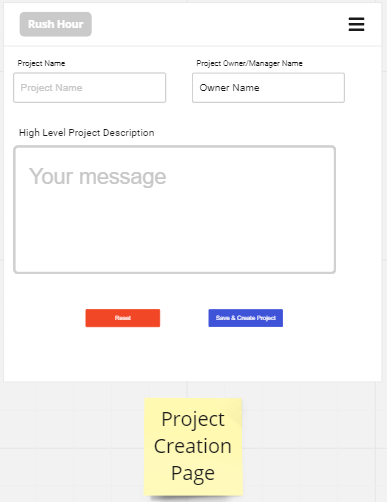 Rush Hour
Project Name
Project Owner/Manager Name
Project Name
Owner Name
High Level Project Description
Your message
Reset
Save & Create Project
Project
Creation
Page